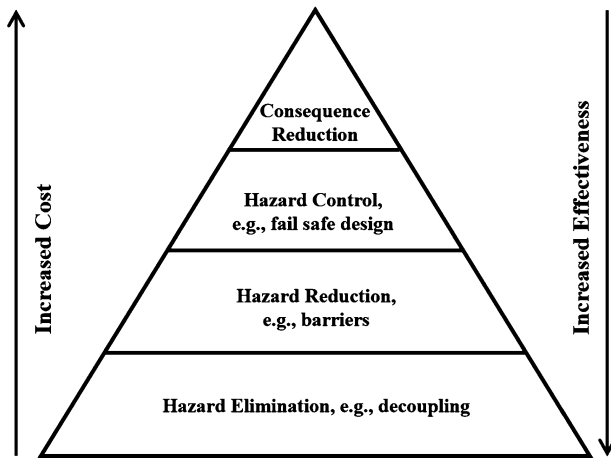 Consequence
Reduction
Hazard Control,
e.g., fail safe design
Hazard Reduction,
e.g., barriers
Hazard Elimination, e.g., decoupling
Increased Cost
Increased Effectiveness